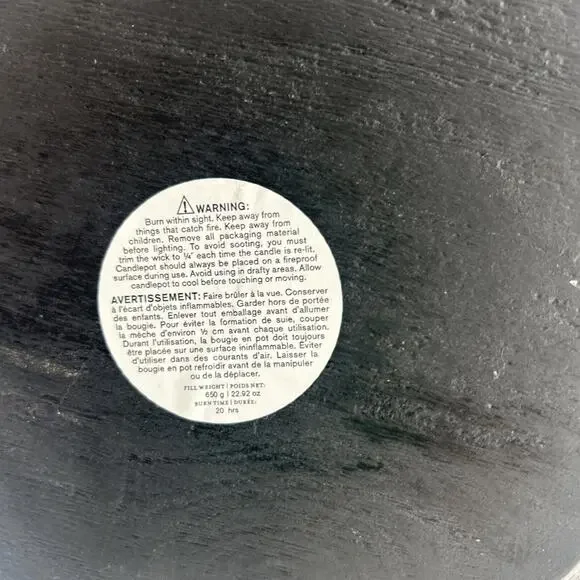 WARNING:
Burn within sight. Keep away from
things that catch fire. Keep away from
children. Remove all packaging material
before lighting. To avoid sooting, you must
trim the wick to ¼" each time the candle is re-lit.
Candlepot should always be placed on a fireproof
surface durng use. Avoid using in drafty areas. Allow
candlepot to cool before touching or moving.
AVERTISSEMENT: Faire brûler à la vue. Conserver
à l'écart d'objets inflammables. Garder hors de portée
des enfants. Enlever tout emballage avant d'allumer
la bougie. Pour éviter la formation de suie, couper
la mèche d'environ ½ cm avant chaque utilisation.
Durant l'utilisation, la bougie en pot doit toujours
être placée sur une surface ininflammable. Éviter
d'utiliser dans des courants d'air. Laisser la
bougie en pot refroidir avant de la manipuler
ou de la déplacer.
FILL WEIGHT | POIDS NET:
650 g | 22.92 oz
BURN TIME | DURÉE:
20 hrs